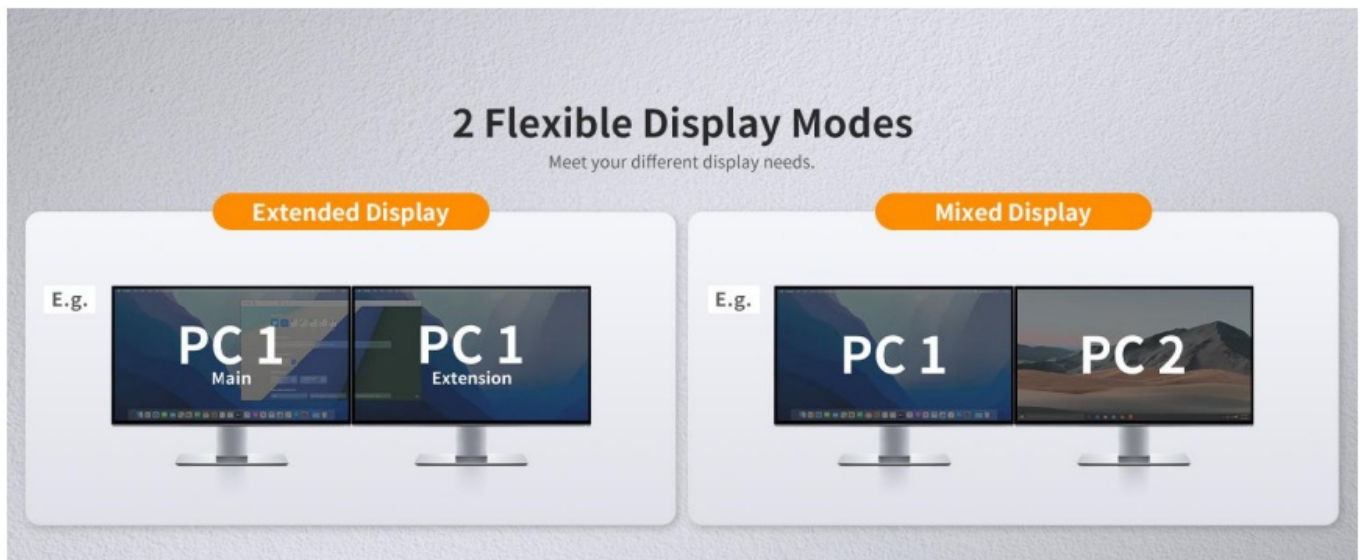 2 Flexible Display Modes
Meet your different display needs.
Extended Display
E.g.
PC 1
Main
PC 1
Extension
Mixed Display
E.g.
PC 1
PC 2